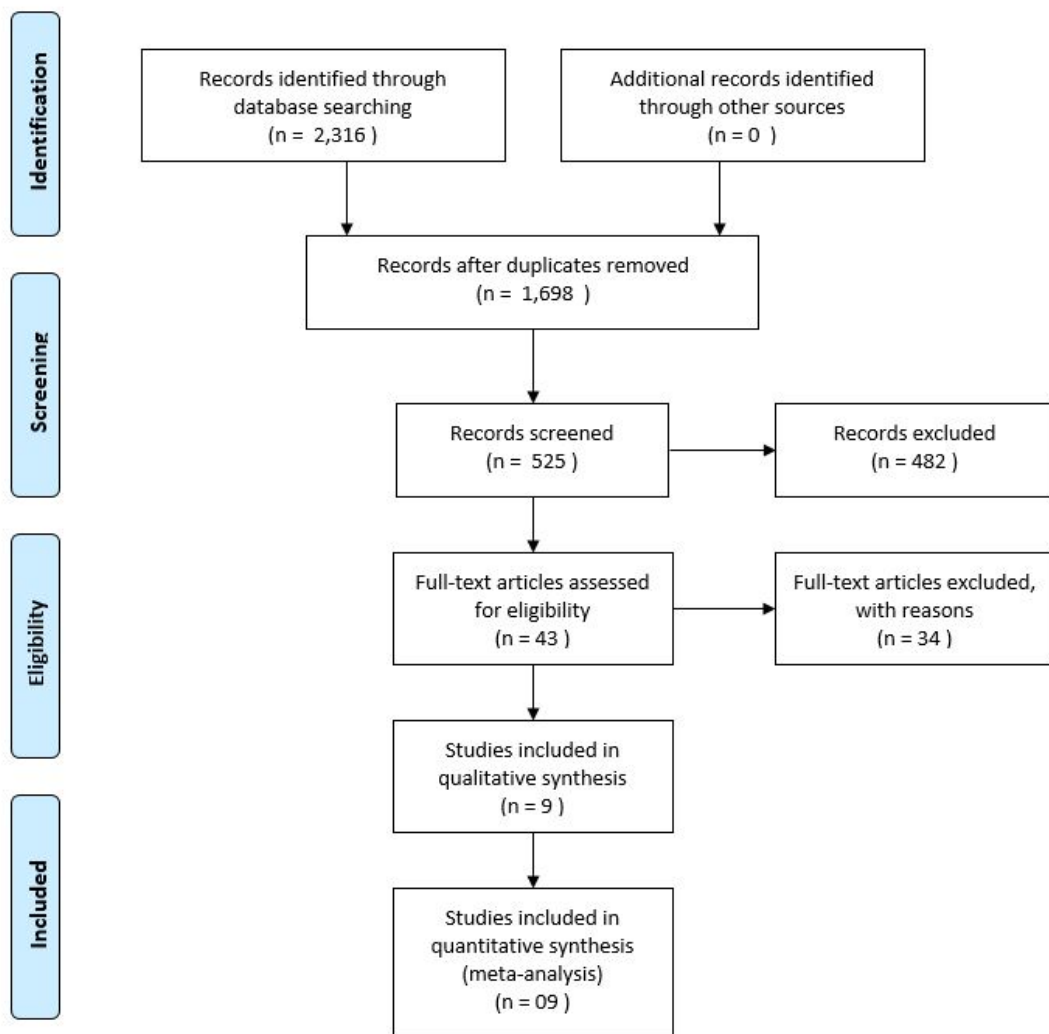 Identification
Records identified through
database searching
(n = 2,316 )
Additional records identified
through other sources
(n = 0 )
Records after duplicates removed
(n = 1,698 )
Screening
Records screened
(n = 525 )
Records excluded
(n = 482 )
Eligibility
Full-text articles assessed
for eligibility
(n = 43 )
Full-text articles excluded,
with reasons
(n = 34 )
Studies included in
qualitative synthesis
(n = 9 )
Included
Studies included in
quantitative synthesis
(meta-analysis)
(n = 09 )